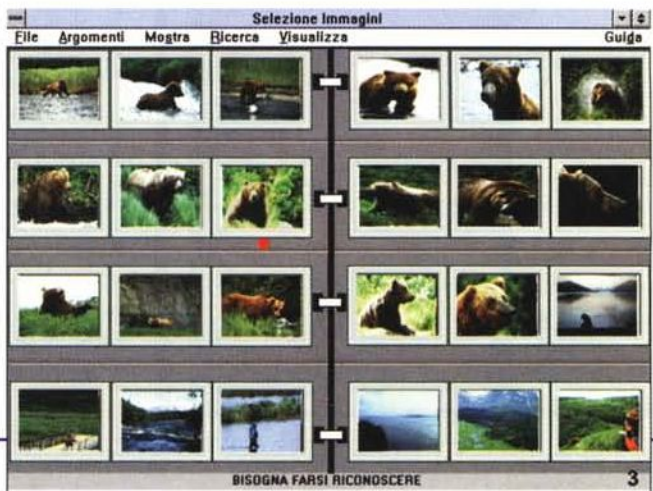 Selezione Immagini
File Argomenti Mostra Ricerca Visualizza Guida
BISOGNA FARSI RICONOSCERE 3